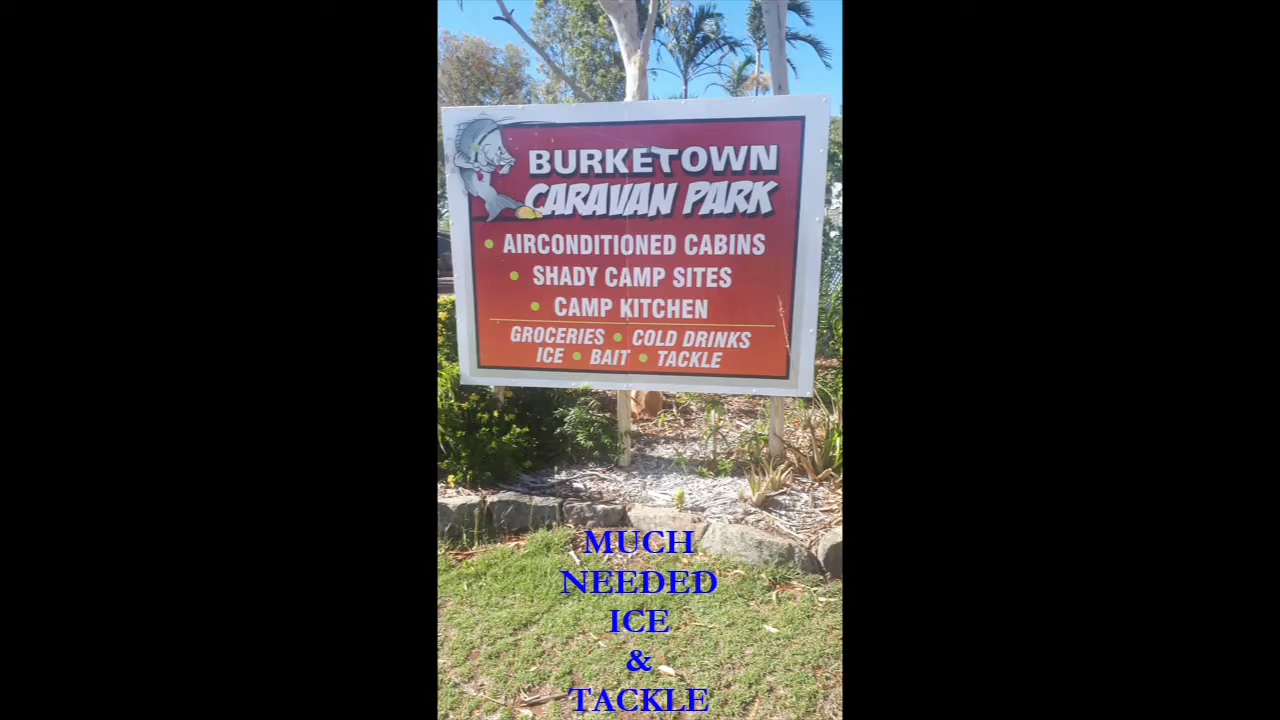 BURKETOWN
CARAVAN PARK
• AIRCONDITIONED CABINS
• SHADY CAMP SITES
• CAMP KITCHEN
GROCERIES • COLD DRINKS
ICE • BAIT • TACKLE
MUCH
NEEDED
ICE
&
TACKLE